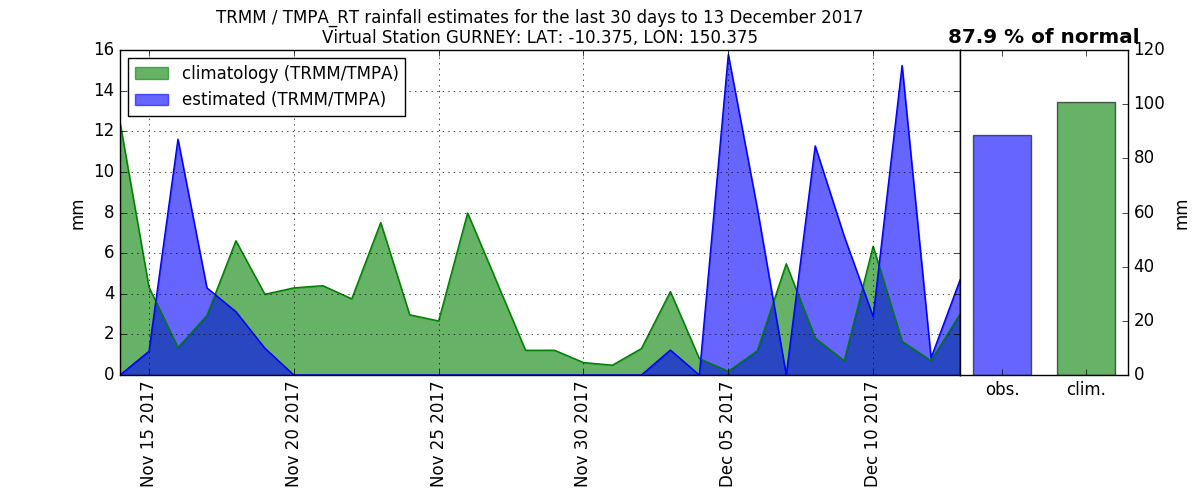 TRMM / TMPA_RT rainfall estimates for the last 30 days to 13 December 2017
Virtual Station GURNEY: LAT: -10.375, LON: 150.375
87.9 % of normal
climatology (TRMM/TMPA)
estimated (TRMM/TMPA)
mm
16
14
12
10
8
6
4
2
0
Nov 15 2017
Nov 20 2017
Nov 25 2017
Nov 30 2017
Dec 05 2017
Dec 10 2017
obs.
clim.
120
100
80
60
40
20
0
mm